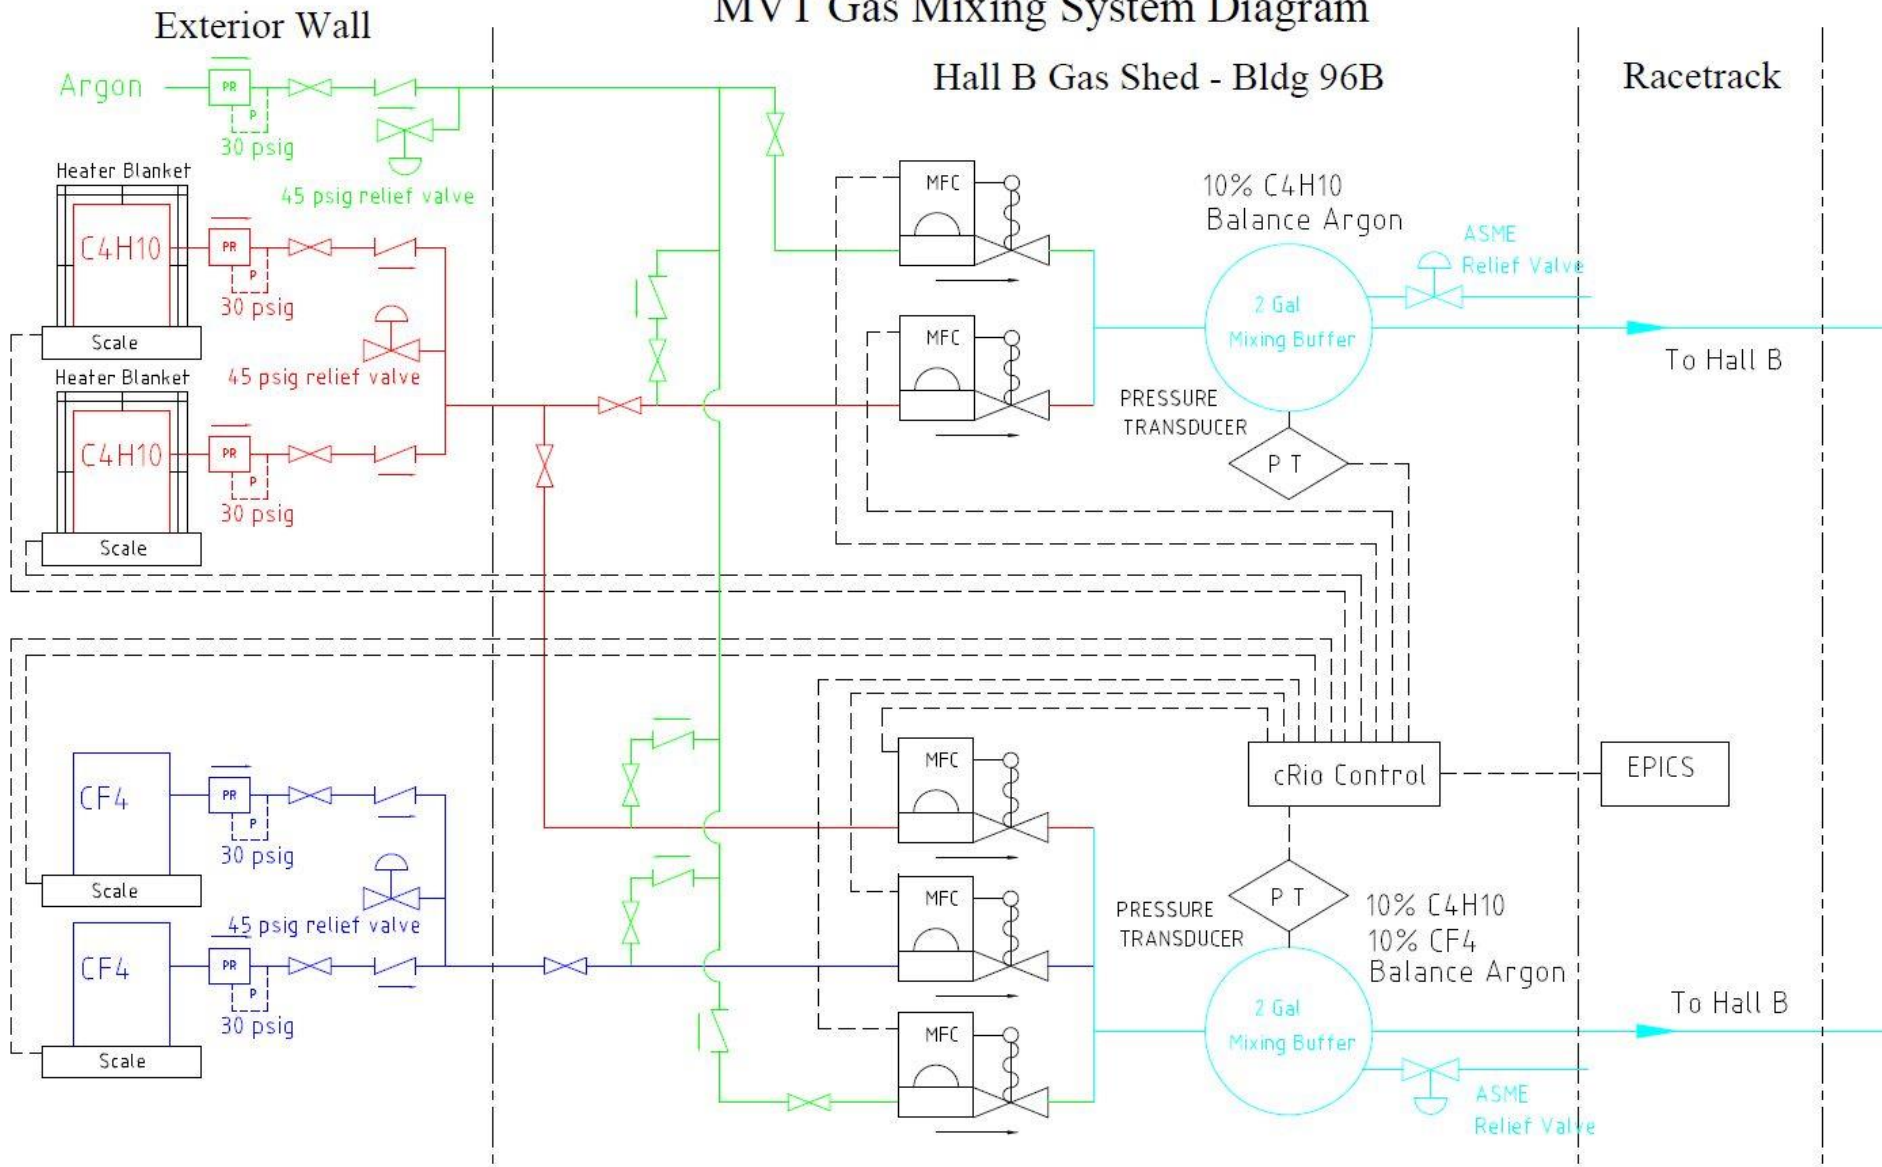 MVT Gas Mixing System Diagram
Exterior Wall
Hall B Gas Shed - Bldg 96B
Racetrack
Argon
PR
P
30 psig
45 psig relief valve
Heater Blanket
C4H10
PR
P
30 psig
Scale
45 psig relief valve
Heater Blanket
C4H10
PR
P
30 psig
Scale
MFC
MFC
10% C4H10
Balance Argon
2 Gal
Mixing Buffer
ASME
Relief Valve
To Hall B
PRESSURE
TRANSDUCER
P T
CF4
PR
P
30 psig
Scale
45 psig relief valve
CF4
PR
P
30 psig
Scale
MFC
MFC
MFC
cRio Control
EPICS
PRESSURE
TRANSDUCER
P T
10% C4H10
10% CF4
Balance Argon
2 Gal
Mixing Buffer
To Hall B
ASME
Relief Valve